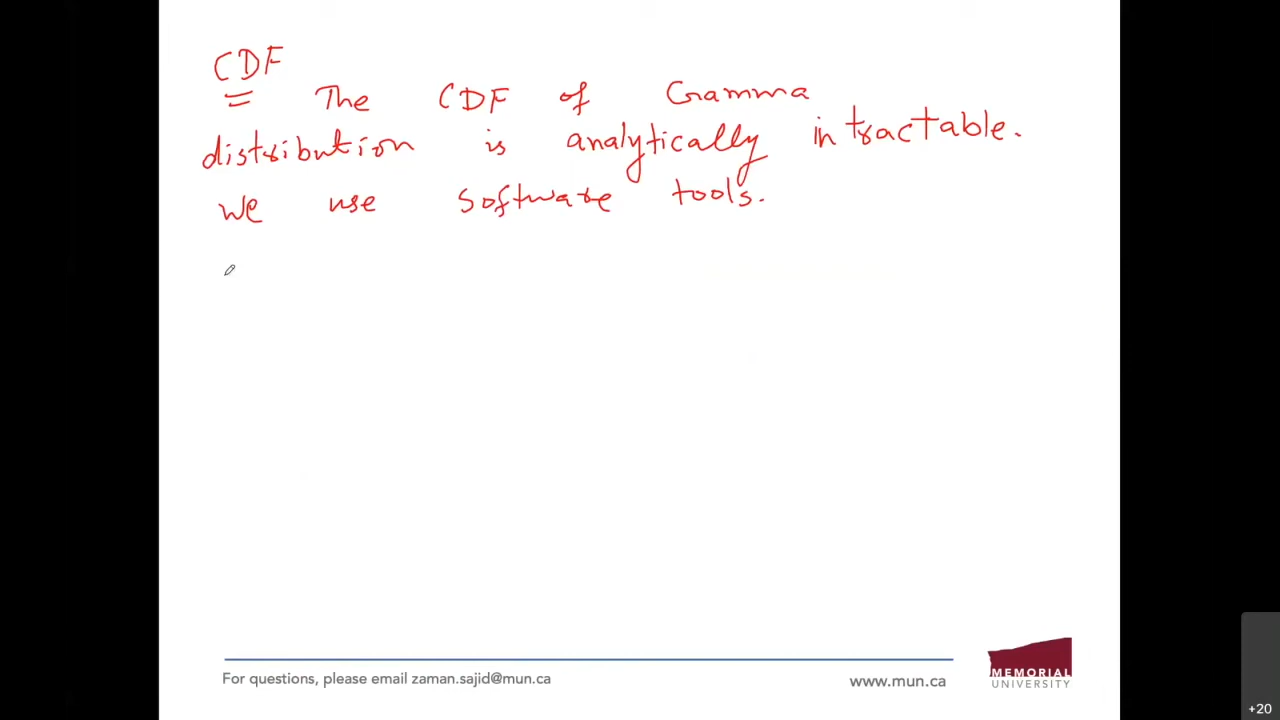 CDF
The CDF of Gamma
distribution is analytically intractable.
We use software tools.
For questions, please email zaman.sajid@mun.ca
www.mun.ca
MEMORIAL
UNIVERSITY
+20